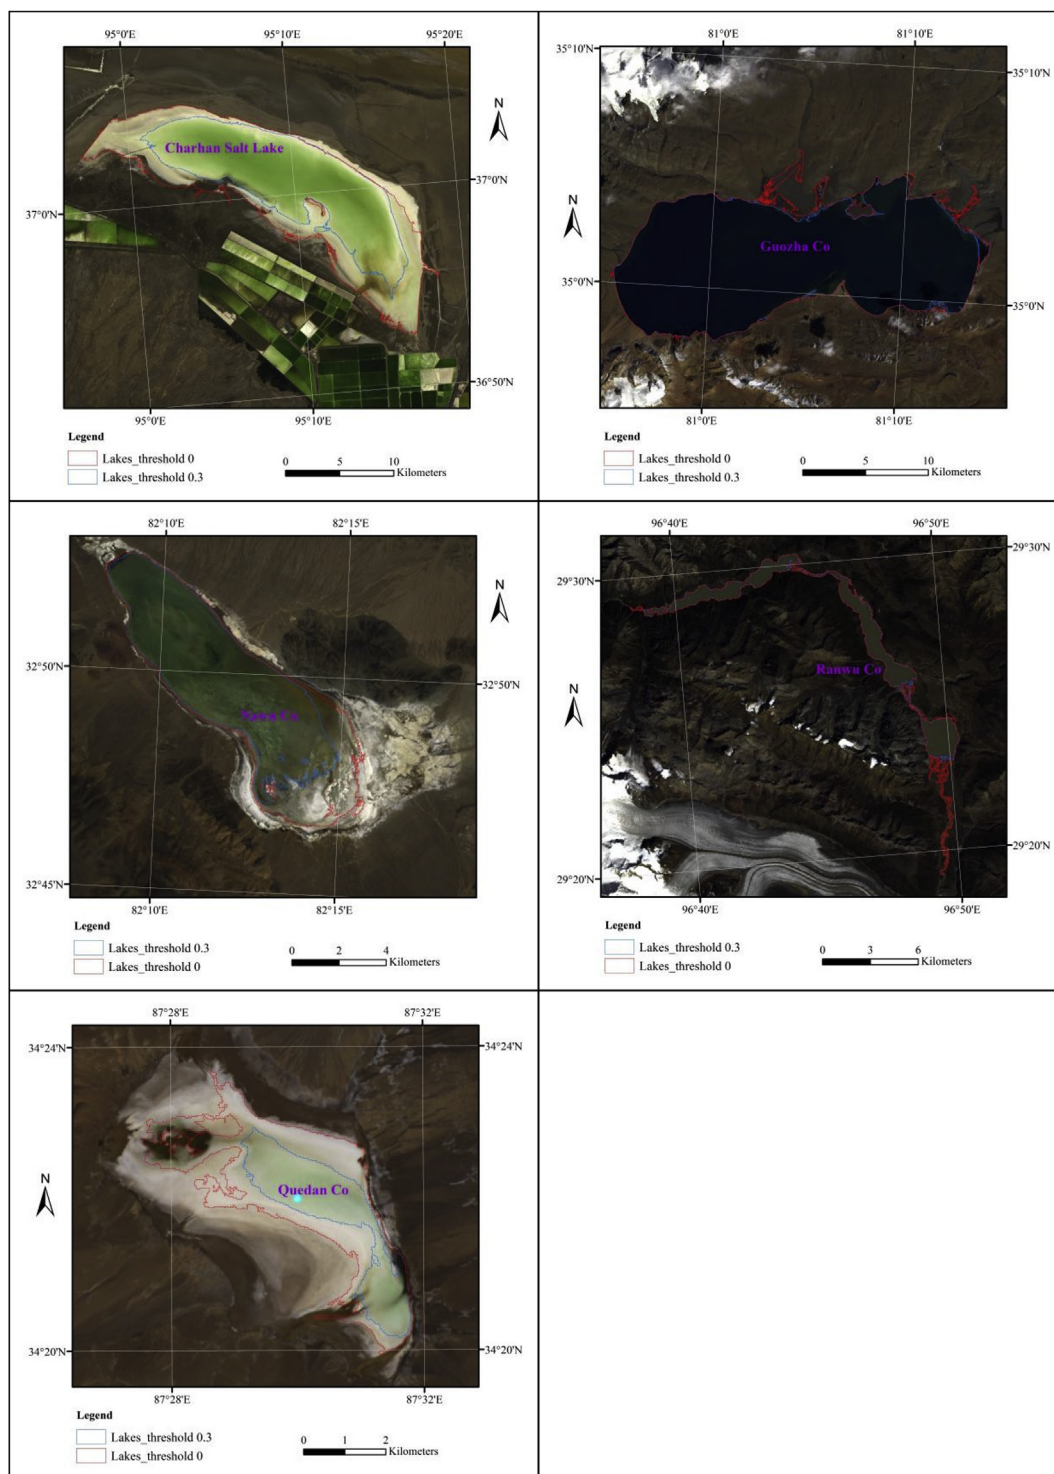 95°0'E 95°10'E 95°20'E
N
Charhan Salt Lake
37°0'N
37°0'N
36°50'N
95°0'E 95°10'E
Legend
Lakes_threshold 0
Lakes_threshold 0.3
0 5 10
Kilometers
81°0'E 81°10'E
35°10'N
35°10'N
N
Guozha Co
35°0'N
35°0'N
81°0'E 81°10'E
Legend
Lakes_threshold 0
Lakes_threshold 0.3
0 5 10
Kilometers
82°10'E 82°15'E
N
32°50'N
32°50'N
Co
32°45'N
82°10'E 82°15'E
Legend
Lakes_threshold 0.3
Lakes_threshold 0
0 2 4
Kilometers
96°40'E 96°50'E
29°30'N
29°30'N
Ranwu Co
N
29°20'N
29°20'N
96°40'E 96°50'E
Legend
Lakes_threshold 0.3
Lakes_threshold 0
0 3 6
Kilometers
87°28'E 87°32'E
34°24'N 34°24'N
N
Quedan Co
34°20'N 34°20'N
87°28'E 87°32'E
Legend
Lakes_threshold 0.3
Lakes_threshold 0
0 1 2
Kilometers